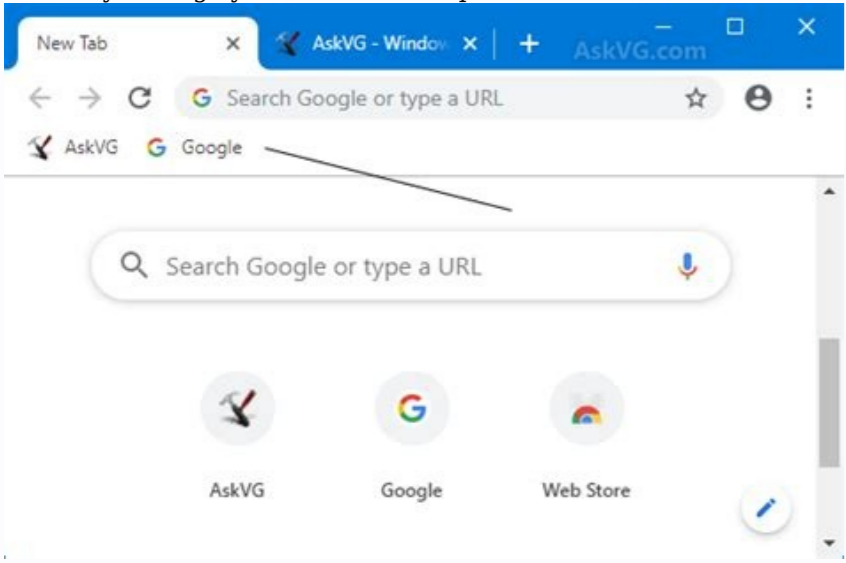 New Tab
AskVG - Window
AskVG.com
Search Google or type a URL
AskVG
Google
Search Google or type a URL
AskVG
Google
Web Store